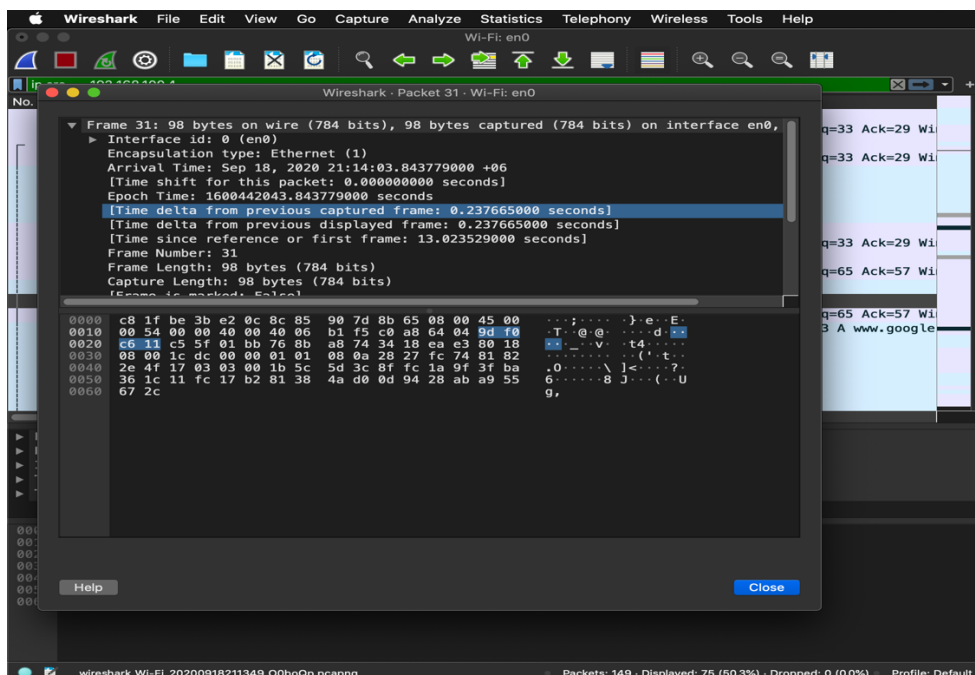 Wireshark File Edit View Go Capture Analyze Statistics Telephony Wireless Tools Help
Wi-Fi: en0
No.
Wireshark · Packet 31 · Wi-Fi: en0
Frame 31: 98 bytes on wire (784 bits), 98 bytes captured (784 bits) on interface en0,
Interface id: 0 (en0)
Encapsulation type: Ethernet (1)
Arrival Time: Sep 18, 2020 21:14:03.843779000 +06
[Time shift for this packet: 0.000000000 seconds]
Epoch Time: 1600442043.843779000 seconds
[Time delta from previous captured frame: 0.237665000 seconds]
[Time delta from previous displayed frame: 0.237665000 seconds]
[Time since reference or first frame: 13.023529000 seconds]
Frame Number: 31
Frame Length: 98 bytes (784 bits)
Capture Length: 98 bytes (784 bits)
[Frame is marked: False]
0000 c8 1f be 3b e2 0c 8c 85 90 7d 8b 65 08 00 45 00 ···;···· ·}·e··E·
0010 00 54 00 00 40 00 40 06 b1 f5 c0 a8 64 04 9d f0 ·T··@·@· ····d···
0020 c6 11 c5 5f 01 bb 76 8b a8 74 34 18 ea e3 80 18 ···_··v· ·t4·····
0030 08 00 1c dc 00 00 01 01 08 0a 28 27 fc 74 81 82 ········ ··('·t··
0040 2e 4f 17 03 03 00 1b 5c 5d 3c 8f fc 1a 9f 3f ba .O·····\ ]<····?·
0050 36 1c 11 fc 17 b2 81 38 4a d0 0d 94 28 ab a9 55 6······8 J···(··U
0060 67 2c g,
q=33 Ack=29 Wi
q=33 Ack=29 Wi
q=33 Ack=29 Wi
q=65 Ack=57 Wi
q=65 Ack=57 Wi
3 A www.google
Help
Close
Packets: 149 · Displayed: 75 (50.3%) · Dropped: 0 (0.0%)
Profile: Default